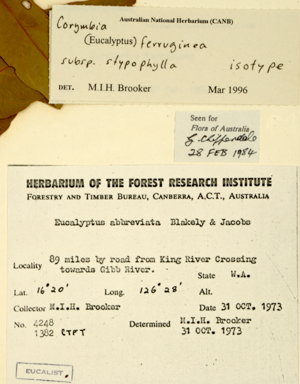 Corymbia
Australian National Herbarium (CANB)
(Eucalyptus) ferruginea
subsp. stypophylla isotype
DET. M.I.H. Brooker Mar 1996
Seen for
Flora of Australia
28 FEB 1984
HERBARIUM OF THE FOREST RESEARCH INSTITUTE
FORESTRY AND TIMBER BUREAU, CANBERRA, A.C.T., AUSTRALIA
Eucalyptus abbreviata Blakely & Jacobs
89 miles by road from King River Crossing
Locality towards Gibb River.
State W.A.
Lat. 16°20' Long. 126°28' Alt.
Collector M.I.H. Brooker Date 31 OCT. 1973
No. 4248 Determined M.I.H. Brooker
1382 CTFT 31 OCT. 1973
EUCALIST